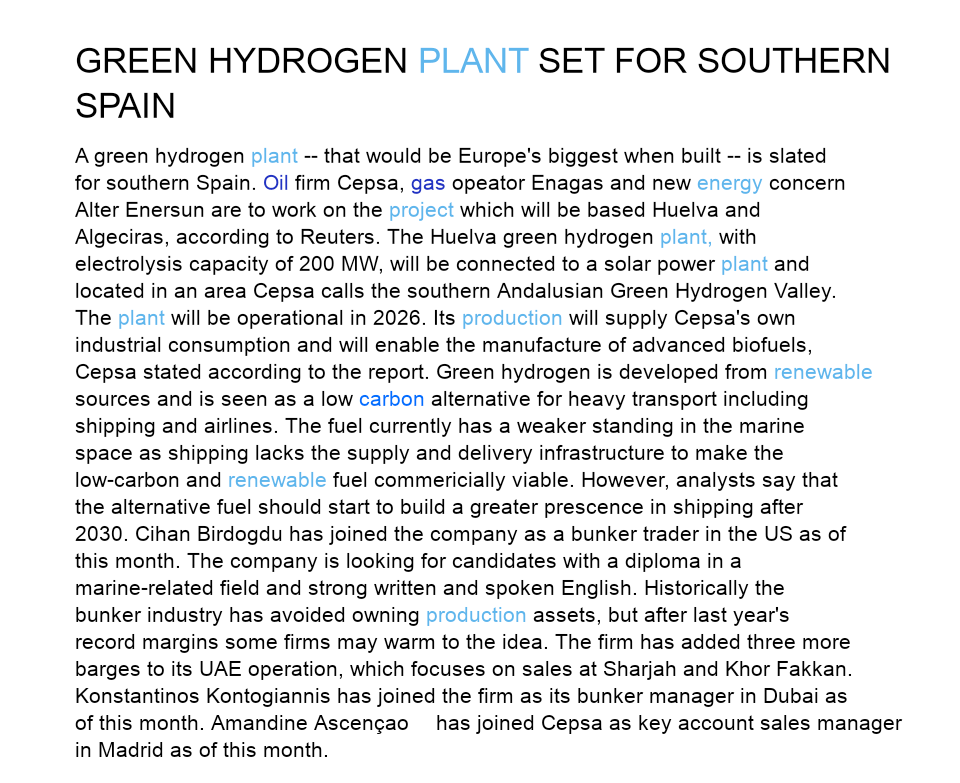 GREEN HYDROGEN PLANT SET FOR SOUTHERN
SPAIN
A green hydrogen plant -- that would be Europe's biggest when built -- is slated
for southern Spain. Oil firm Cepsa, gas opeator Enagas and new energy concern
Alter Enersun are to work on the project which will be based Huelva and
Algeciras, according to Reuters. The Huelva green hydrogen plant, with
electrolysis capacity of 200 MW, will be connected to a solar power plant and
located in an area Cepsa calls the southern Andalusian Green Hydrogen Valley.
The plant will be operational in 2026. Its production will supply Cepsa's own
industrial consumption and will enable the manufacture of advanced biofuels,
Cepsa stated according to the report. Green hydrogen is developed from renewable
sources and is seen as a low carbon alternative for heavy transport including
shipping and airlines. The fuel currently has a weaker standing in the marine
space as shipping lacks the supply and delivery infrastructure to make the
low-carbon and renewable fuel commericially viable. However, analysts say that
the alternative fuel should start to build a greater prescence in shipping after
2030. Cihan Birdogdu has joined the company as a bunker trader in the US as of
this month. The company is looking for candidates with a diploma in a
marine-related field and strong written and spoken English. Historically the
bunker industry has avoided owning production assets, but after last year's
record margins some firms may warm to the idea. The firm has added three more
barges to its UAE operation, which focuses on sales at Sharjah and Khor Fakkan.
Konstantinos Kontogiannis has joined the firm as its bunker manager in Dubai as
of this month. Amandine Ascençao has joined Cepsa as key account sales manager
in Madrid as of this month.